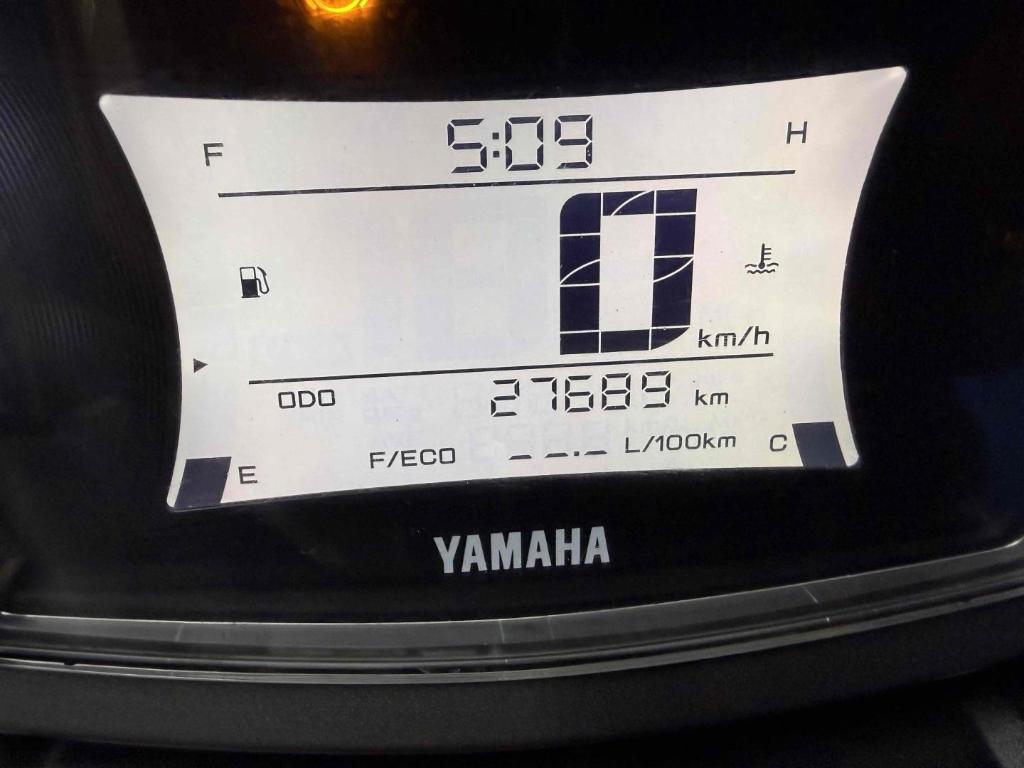 F 5:09 H
0 km/h
ODO 27689 km
F/ECO --.- L/100km C
E
YAMAHA